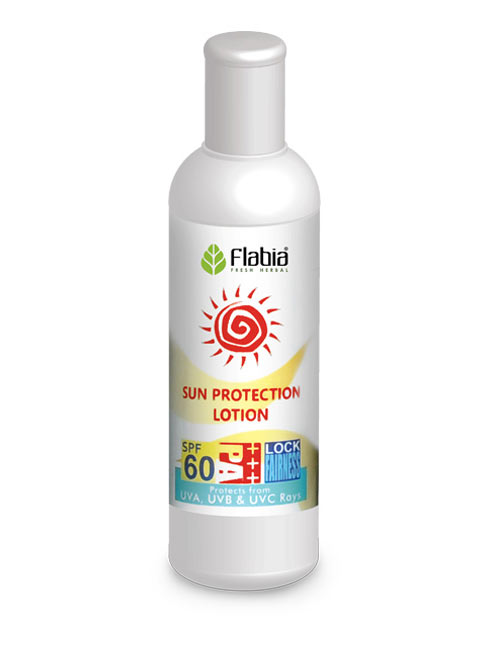 Flabia®
FRESH HERBAL
SUN PROTECTION
LOTION
SPF
60
PA
+++
LOCK
FAIRNESS
Protects from
UVA, UVB & UVC Rays